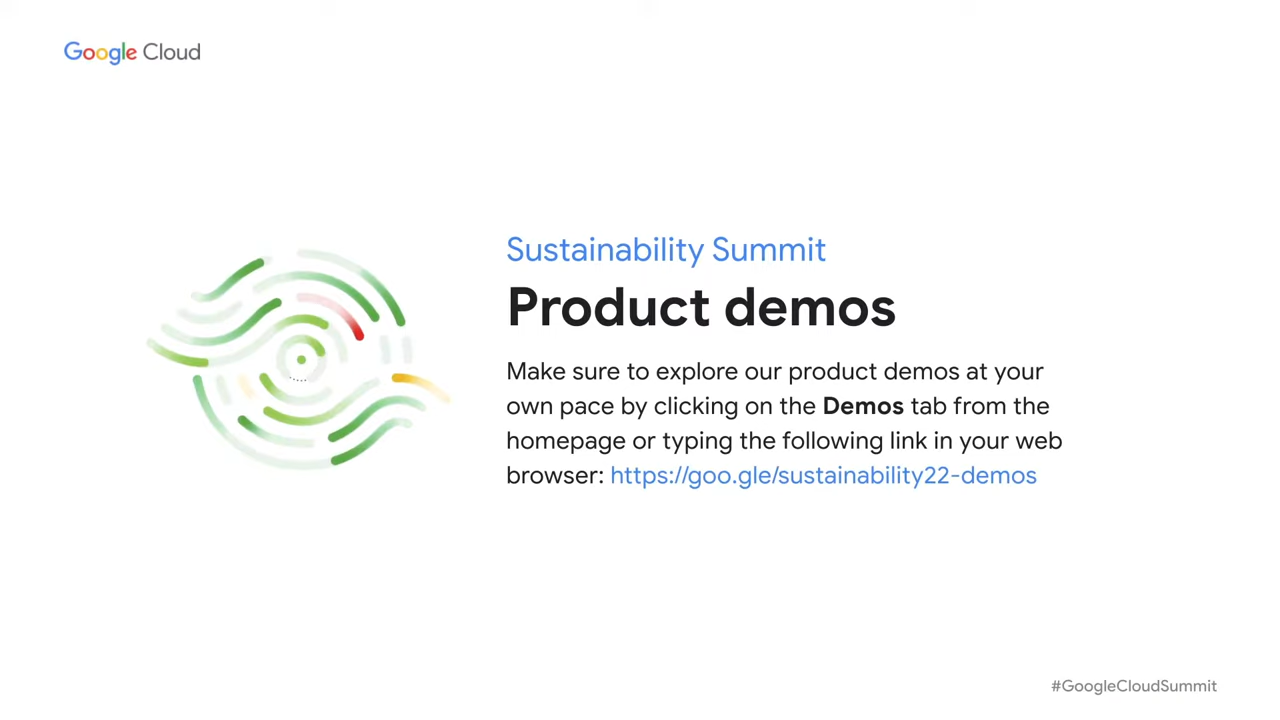 Google Cloud
Sustainability Summit
Product demos
Make sure to explore our product demos at your
own pace by clicking on the Demos tab from the
homepage or typing the following link in your web
browser: https://goo.gle/sustainability22-demos
#GoogleCloudSummit